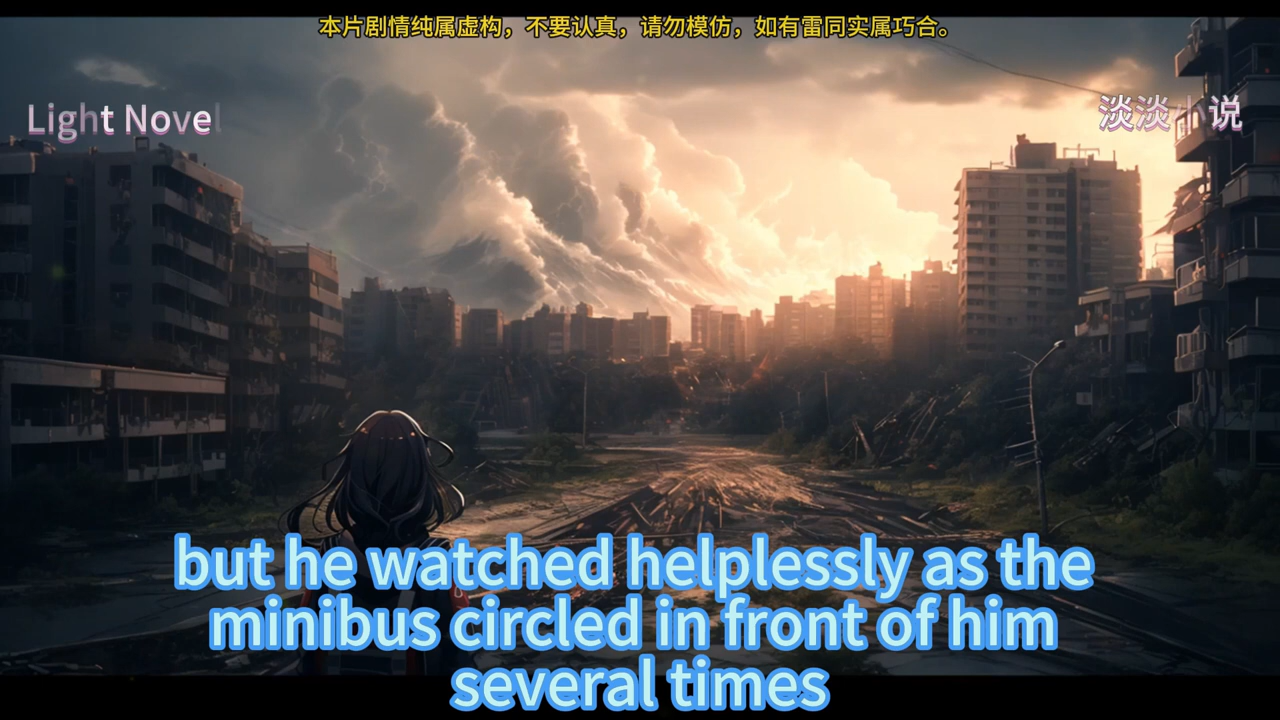 本片剧情纯属虚构，不要认真，请勿模仿，如有雷同实属巧合。
Light Novel
淡淡小说
but he watched helplessly as the
minibus circled in front of him
several times